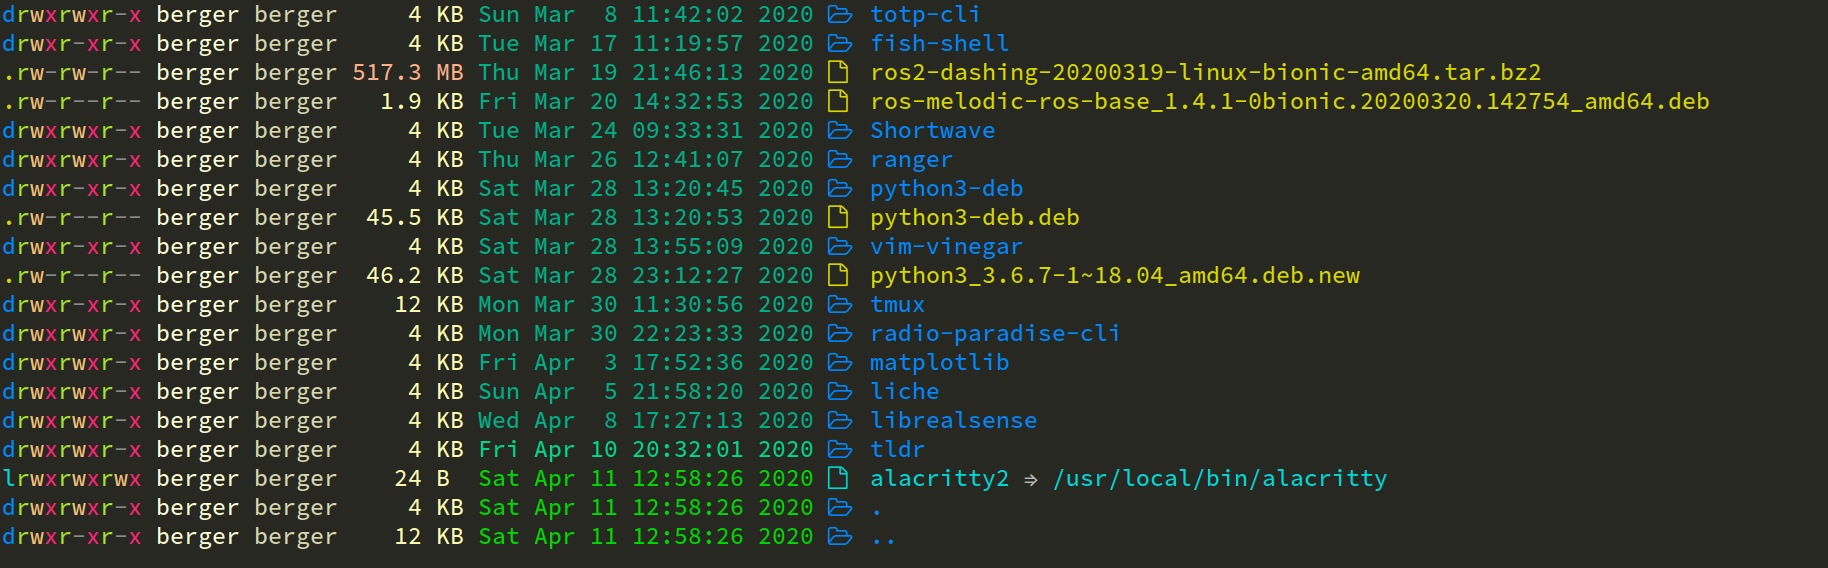 drwxrwxr-x berger berger     4 KB Sun Mar  8 11:42:02 2020 totp-cli
drwxr-xr-x berger berger     4 KB Tue Mar 17 11:19:57 2020 fish-shell
.rw-rw-r-- berger berger 517.3 MB Thu Mar 19 21:46:13 2020 ros2-dashing-20200319-linux-bionic-amd64.tar.bz2
.rw-r--r-- berger berger   1.9 KB Fri Mar 20 14:32:53 2020 ros-melodic-ros-base_1.4.1-0bionic.20200320.142754_amd64.deb
drwxrwxr-x berger berger     4 KB Tue Mar 24 09:33:31 2020 Shortwave
drwxrwxr-x berger berger     4 KB Thu Mar 26 12:41:07 2020 ranger
drwxr-xr-x berger berger     4 KB Sat Mar 28 13:20:45 2020 python3-deb
.rw-r--r-- berger berger  45.5 KB Sat Mar 28 13:20:53 2020 python3-deb.deb
drwxr-xr-x berger berger     4 KB Sat Mar 28 13:55:09 2020 vim-vinegar
.rw-r--r-- berger berger  46.2 KB Sat Mar 28 23:12:27 2020 python3_3.6.7-1~18.04_amd64.deb.new
drwxr-xr-x berger berger    12 KB Mon Mar 30 11:30:56 2020 tmux
drwxrwxr-x berger berger     4 KB Mon Mar 30 22:23:33 2020 radio-paradise-cli
drwxrwxr-x berger berger     4 KB Fri Apr  3 17:52:36 2020 matplotlib
drwxrwxr-x berger berger     4 KB Sun Apr  5 21:58:20 2020 liche
drwxrwxr-x berger berger     4 KB Wed Apr  8 17:27:13 2020 librealsense
drwxrwxr-x berger berger     4 KB Fri Apr 10 20:32:01 2020 tldr
lrwxrwxrwx berger berger    24 B  Sat Apr 11 12:58:26 2020 alacritty2 ⇒ /usr/local/bin/alacritty
drwxrwxr-x berger berger     4 KB Sat Apr 11 12:58:26 2020 .
drwxr-xr-x berger berger    12 KB Sat Apr 11 12:58:26 2020 ..